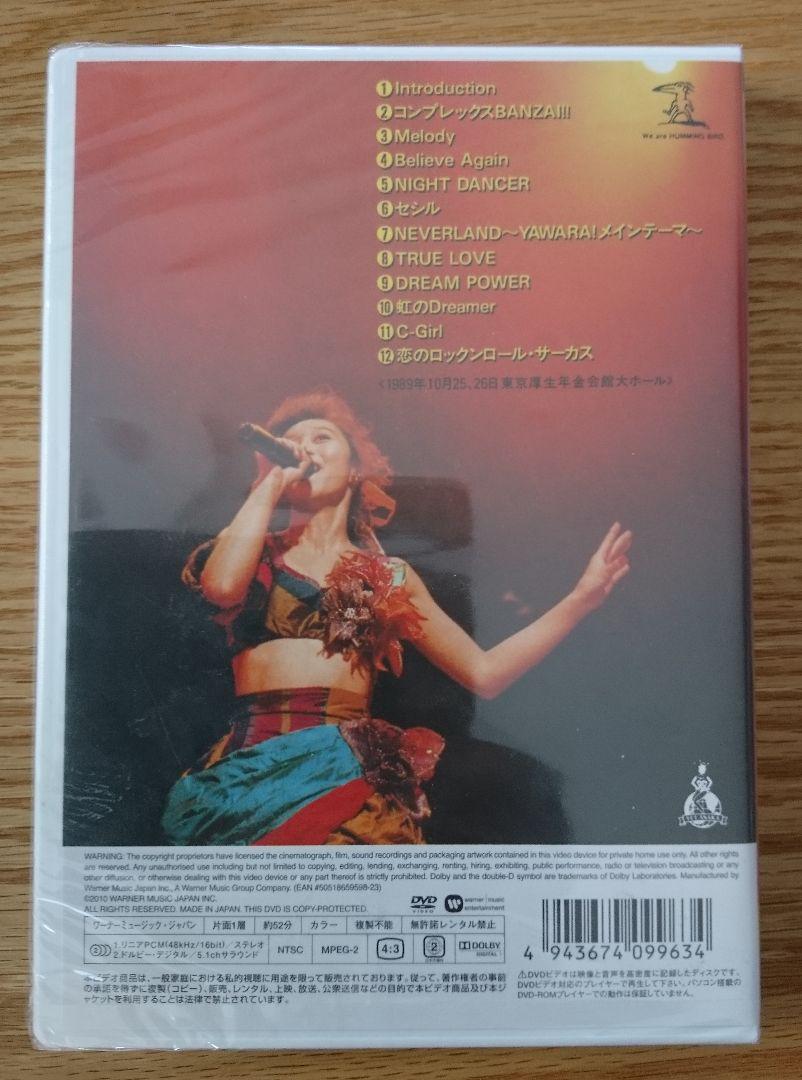 1 Introduction
2 コンプレックスBANZAI!!
3 Melody
4 Believe Again
5 NIGHT DANCER
6 セシル
7 NEVERLAND～YAWARA!メインテーマ～
8 TRUE LOVE
9 DREAM POWER
10 虹のDreamer
11 C-Girl
12 恋のロックンロール・サーカス
〈1989年10月25、26日 東京厚生年金会館大ホール〉
We are HUMMING BIRD.
WARNING: The copyright proprietors have licensed the cinematograph, film, sound recordings and packaging artwork contained in this video device for private home use only. All other rights
are reserved. Any unauthorised use including but not limited to copying, editing, lending, exchanging, renting, hiring, exhibiting, public performance, radio or television broadcasting or any
other diffusion, or otherwise dealing with this video device or any part thereof is strictly prohibited. Dolby and the double-D symbol are trademarks of Dolby Laboratories. Manufactured by
Warner Music Japan Inc., A Warner Music Group Company. (EAN #50518659598-23)
©2010 WARNER MUSIC JAPAN INC.
ALL RIGHTS RESERVED. MADE IN JAPAN. THIS DVD IS COPY-PROTECTED.
DVD VIDEO
warner music entertainment
ワーナーミュージック・ジャパン 片面1層 約52分 カラー 複製不能 無許諾レンタル禁止
1.リニアPCM(48kHz/16bit)／ステレオ
2.ドルビー・デジタル／5.1chサラウンド
NTSC MPEG-2 4:3 2 DOLBY DIGITAL
4 943674 099634
本ビデオ商品は、一般家庭における私的視聴に用途を限って販売されております。従って、著作権者の事前
の承諾を得ずに複製(コピー)、販売、レンタル、上映、放送、公衆送信などの目的で本ビデオ商品及び本ジ
ャケットを利用することは法律で禁止されています。
⚠DVDビデオは映像と音声を高密度に記録したディスクです。
DVDビデオ対応のプレイヤーで再生して下さい。パソコン搭載の
DVD-ROMプレイヤーでの動作は保証していません。